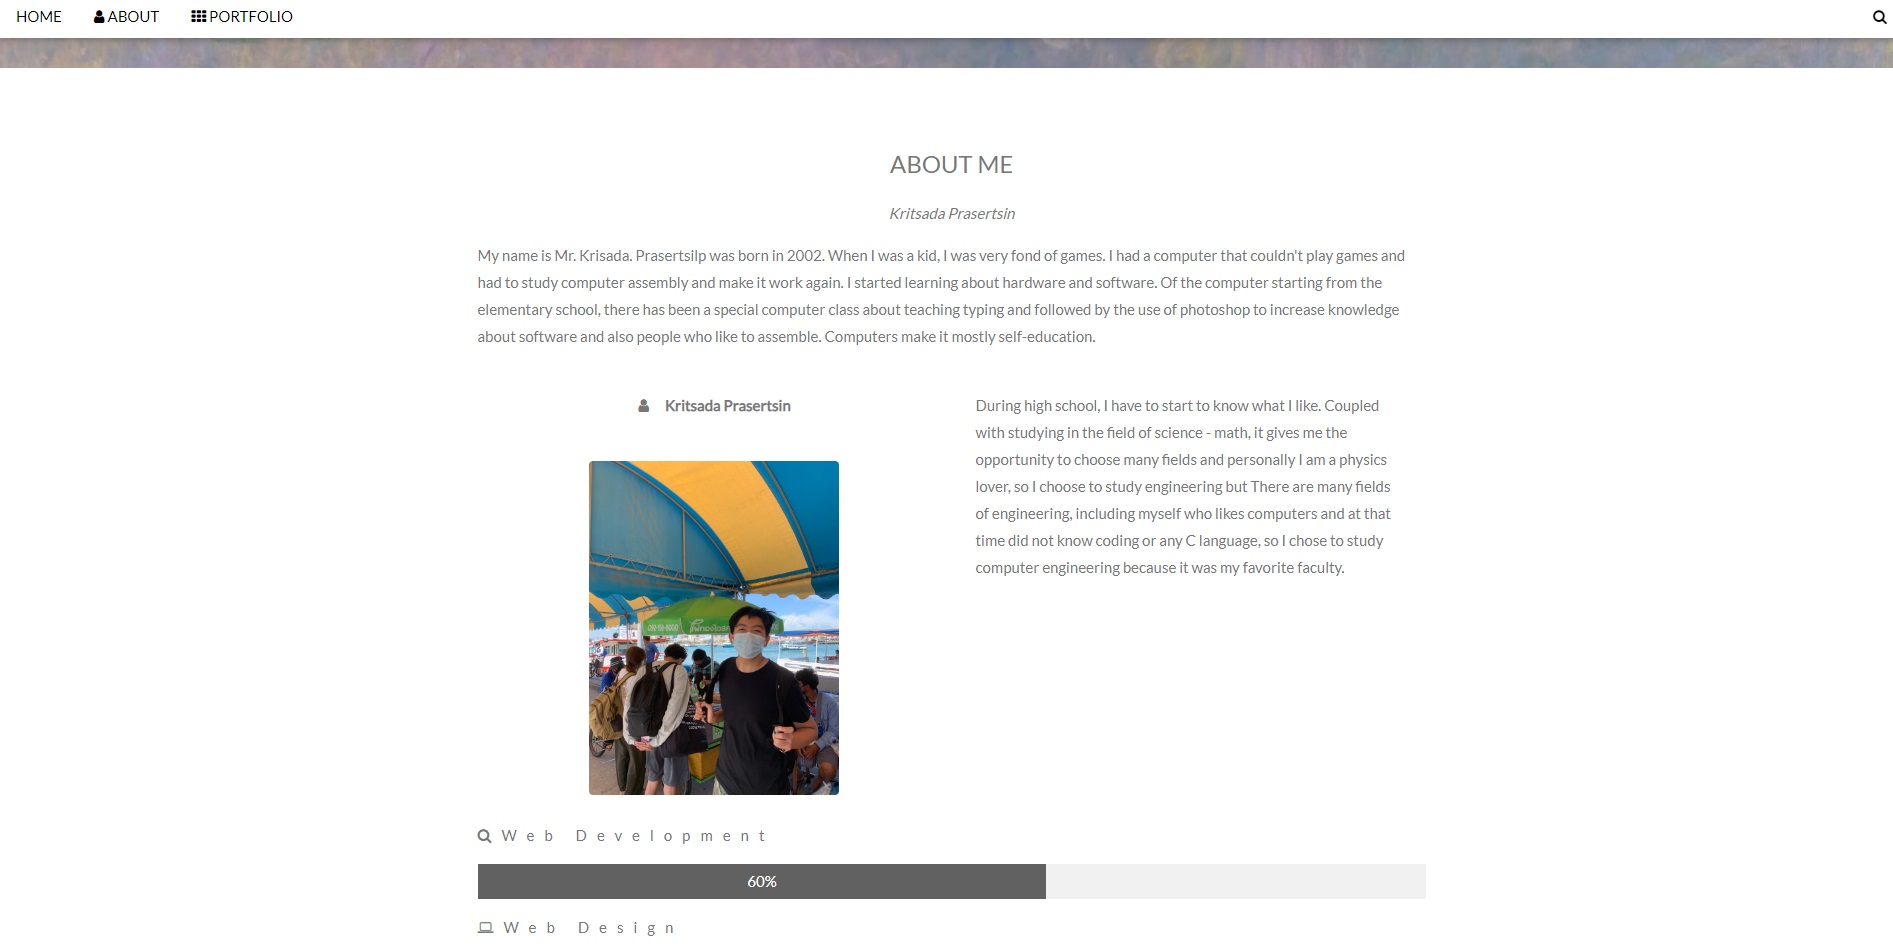 HOME ABOUT PORTFOLIO
ABOUT ME
Kritsada Prasertsin
My name is Mr. Krisada. Prasertsilp was born in 2002. When I was a kid, I was very fond of games. I had a computer that couldn't play games and
had to study computer assembly and make it work again. I started learning about hardware and software. Of the computer starting from the
elementary school, there has been a special computer class about teaching typing and followed by the use of photoshop to increase knowledge
about software and also people who like to assemble. Computers make it mostly self-education.
Kritsada Prasertsin
During high school, I have to start to know what I like. Coupled
with studying in the field of science - math, it gives me the
opportunity to choose many fields and personally I am a physics
lover, so I choose to study engineering but There are many fields
of engineering, including myself who likes computers and at that
time did not know coding or any C language, so I chose to study
computer engineering because it was my favorite faculty.
Web Development
60%
Web Design